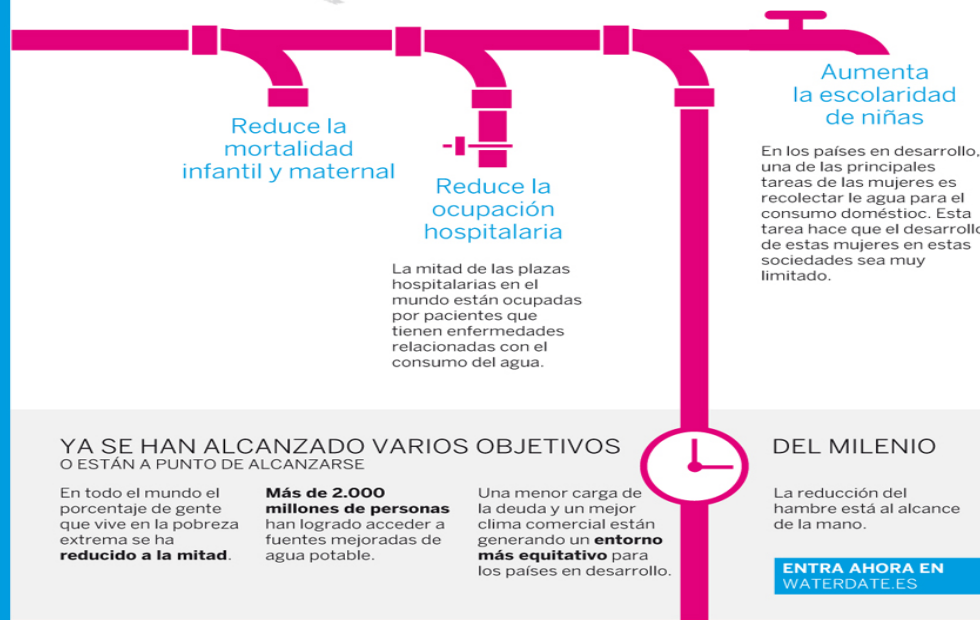 Reduce la
mortalidad
infantil y maternal
Reduce la
ocupación
hospitalaria
La mitad de las plazas
hospitalarias en el
mundo están ocupadas
por pacientes que
tienen enfermedades
relacionadas con el
consumo del agua.
Aumenta
la escolaridad
de niñas
En los países en desarrollo,
una de las principales
tareas de las mujeres es
recolectar le agua para el
consumo doméstioc. Esta
tarea hace que el desarrollo
de estas mujeres en estas
sociedades sea muy
limitado.
YA SE HAN ALCANZADO VARIOS OBJETIVOS DEL MILENIO
O ESTÁN A PUNTO DE ALCANZARSE
En todo el mundo el
porcentaje de gente
que vive en la pobreza
extrema se ha
reducido a la mitad.
Más de 2.000
millones de personas
han logrado acceder a
fuentes mejoradas de
agua potable.
Una menor carga de
la deuda y un mejor
clima comercial están
generando un entorno
más equitativo para
los países en desarrollo.
La reducción del
hambre está al alcance
de la mano.
ENTRA AHORA EN
WATERDATE.ES